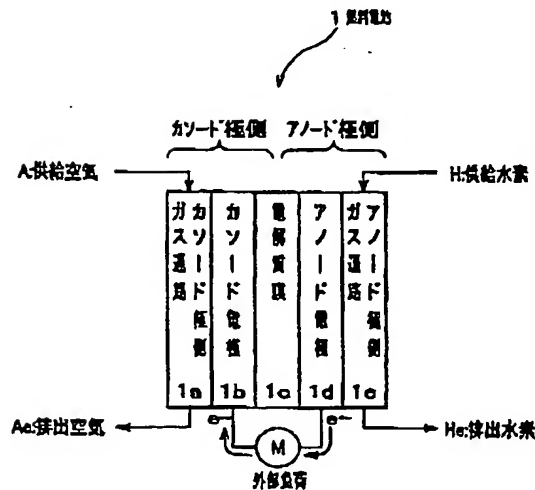 1 燃料電池
カソード極側 アノード極側
A:供給空気
H:供給水素
カソード極側
ガス通路
カソード電極
電解質膜
アノード電極
アノード極側
ガス通路
1a 1b 1c 1d 1e
Ae:排出空気
e⁻
e⁻
He:排出水素
M
外部負荷